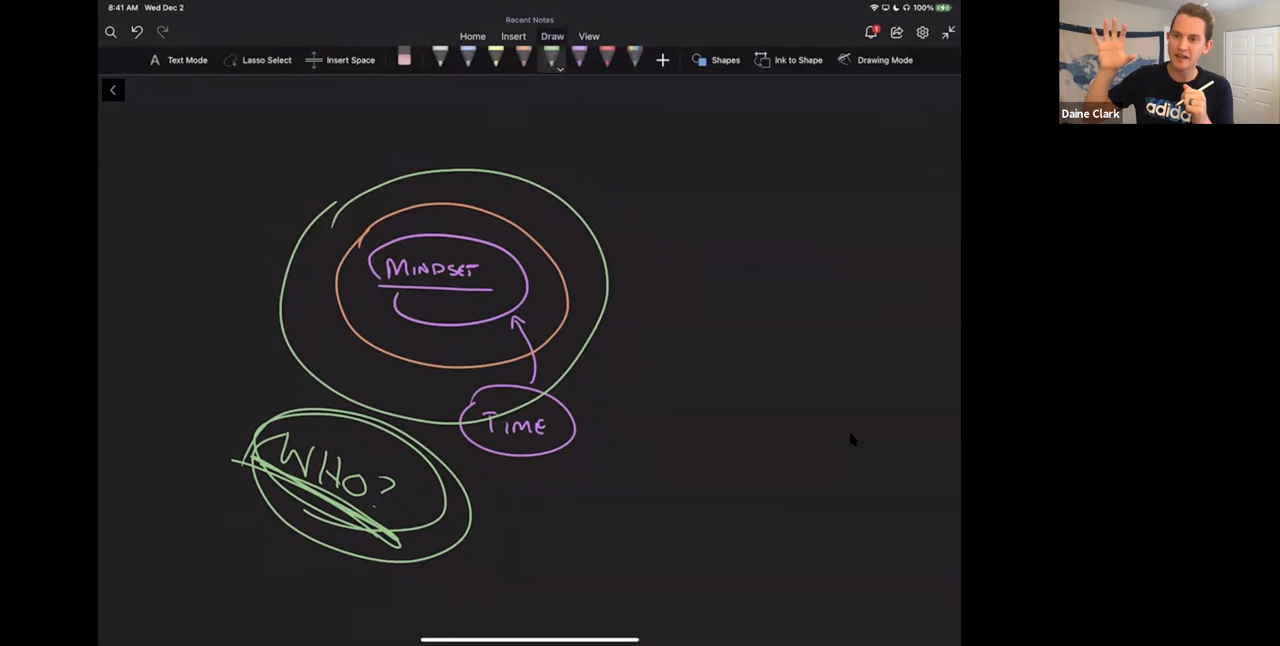 8:41 AM Wed Dec 2
100%
Recent Notes
Home Insert Draw View
Text Mode Lasso Select Insert Space Shapes Ink to Shape Drawing Mode
MINDSET
TIME
WHO?
adidas
Daine Clark